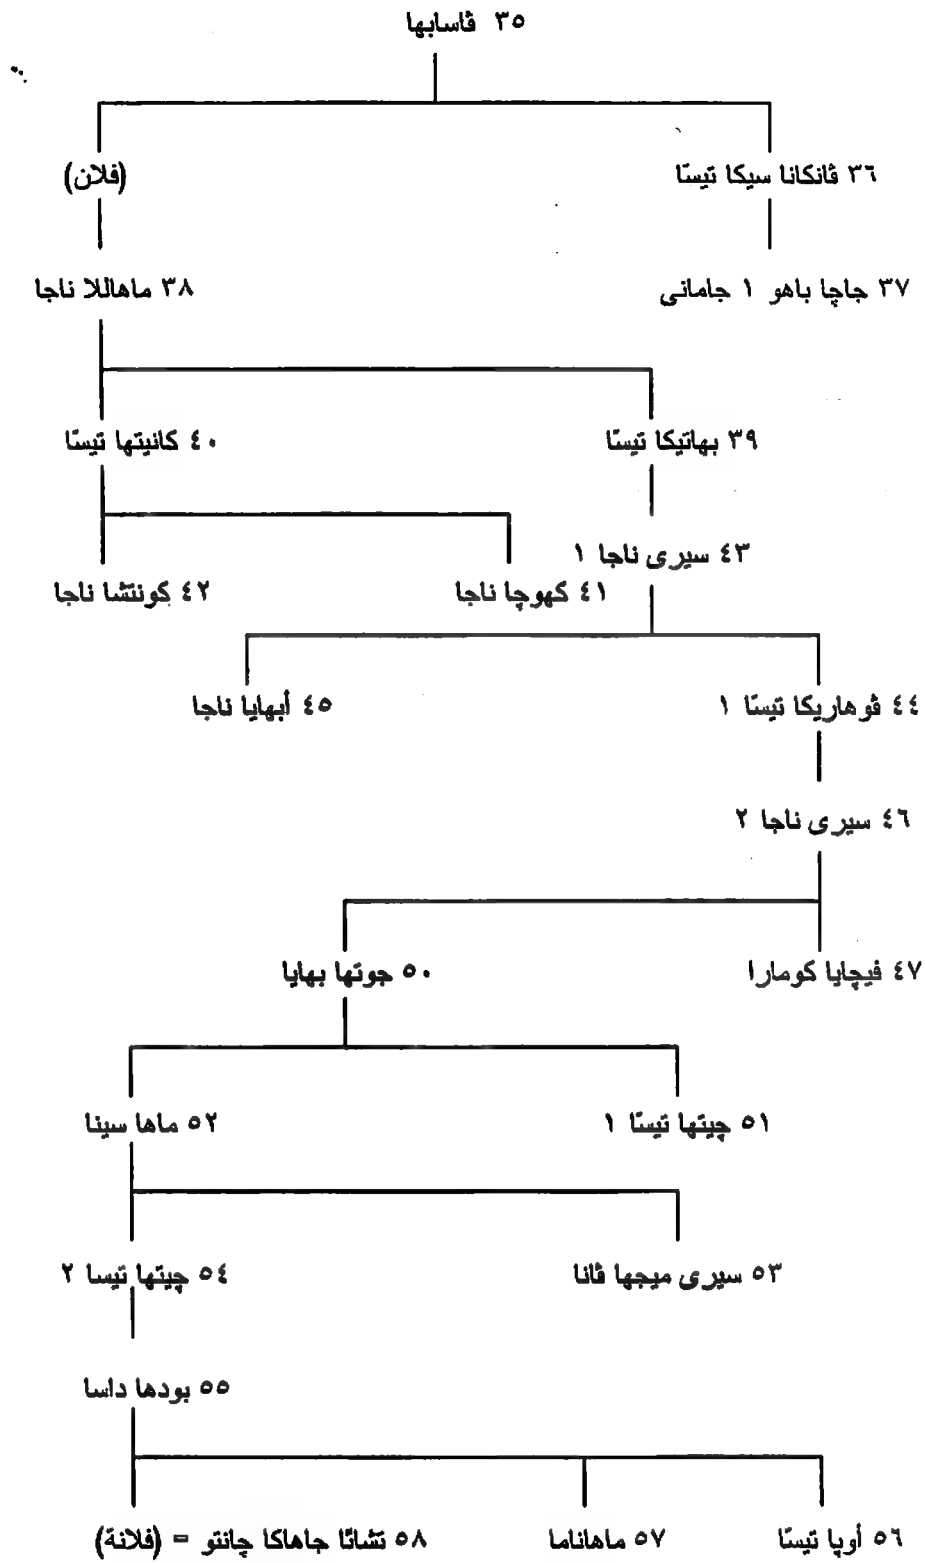 ٣٥ ڤاسابها
٣٦ ڤانكانا سيكا تيسّا
(فلان)
٣٧ جاچا باهو ١ جامانى
٣٨ ماهاللا ناجا
٣٩ بهاتيكا تيسّا
٤٠ كانيتها تيسّا
٤٣ سيرى ناجا ١
٤١ كهوچا ناجا
٤٢ كونتشا ناجا
٤٤ ڤوهاريكا تيسّا ١
٤٥ أبهايا ناجا
٤٦ سيرى ناجا ٢
٤٧ فيچايا كومارا
٥٠ جوتها بهايا
٥١ چيتها تيسّا ١
٥٢ ماها سينا
٥٣ سيرى ميجها ڤانا
٥٤ چيتها تيسا ٢
٥٥ بودها داسا
٥٦ أوپا تيسّا
٥٧ ماهاناما
٥٨ تشاتّا جاهاكا چانتو = (فلانة)